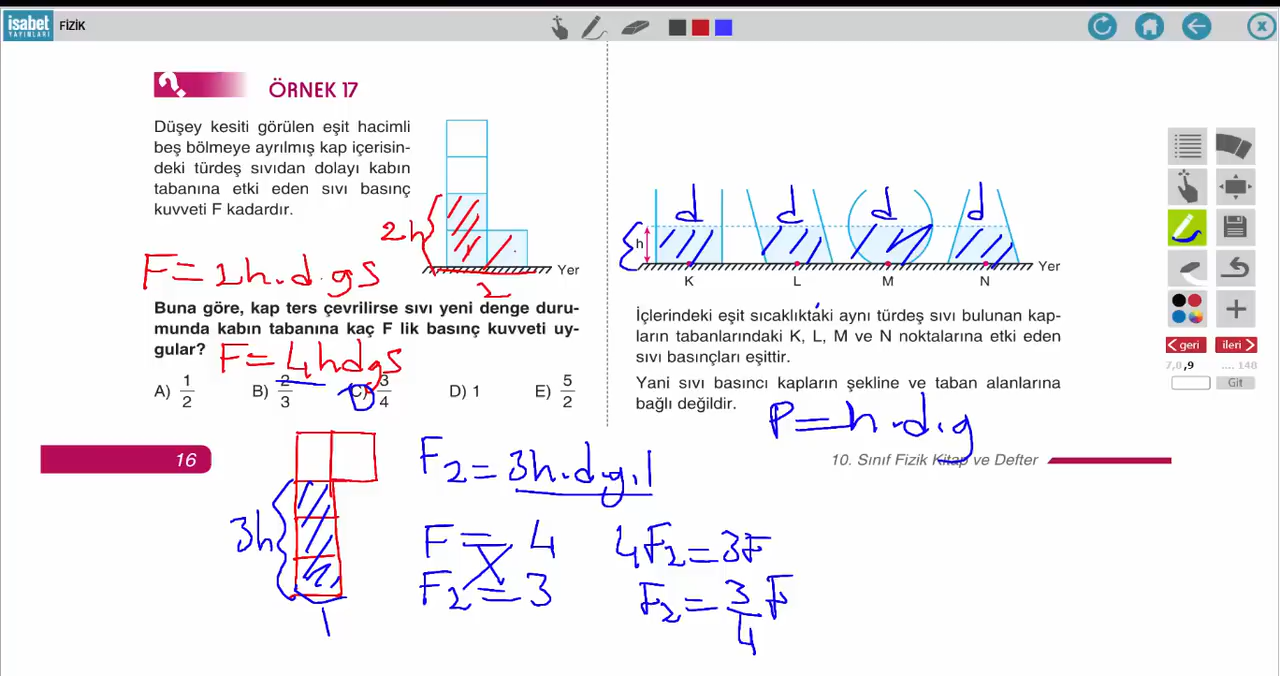 isabet
YAYINLARI
FİZİK
ÖRNEK 17
Düşey kesiti görülen eşit hacimli
beş bölmeye ayrılmış kap içerisin-
deki türdeş sıvıdan dolayı kabın
tabanına etki eden sıvı basınç
kuvveti F kadardır.
2h
Yer
2
F = 2h.d.gS
Buna göre, kap ters çevrilirse sıvı yeni denge duru-
munda kabın tabanına kaç F lik basınç kuvveti uy-
gular?
F = 4hdgS
A) 1/2 B) 2/3 C) 3/4 D) 1 E) 5/2
16
3h
1
F2 = 3h.d.g.1
F = 4
F2 = 3
4F2 = 3F
F2 = 3/4 F
d d d d
h
Yer
K L M N
İçlerindeki eşit sıcaklıktaki aynı türdeş sıvı bulunan kap-
ların tabanlarındaki K, L, M ve N noktalarına etki eden
sıvı basınçları eşittir.
Yani sıvı basıncı kapların şekline ve taban alanlarına
bağlı değildir.
P = h.d.g
10. Sınıf Fizik Kitap ve Defter
geri ileri
7,8,9 .... 148
Git